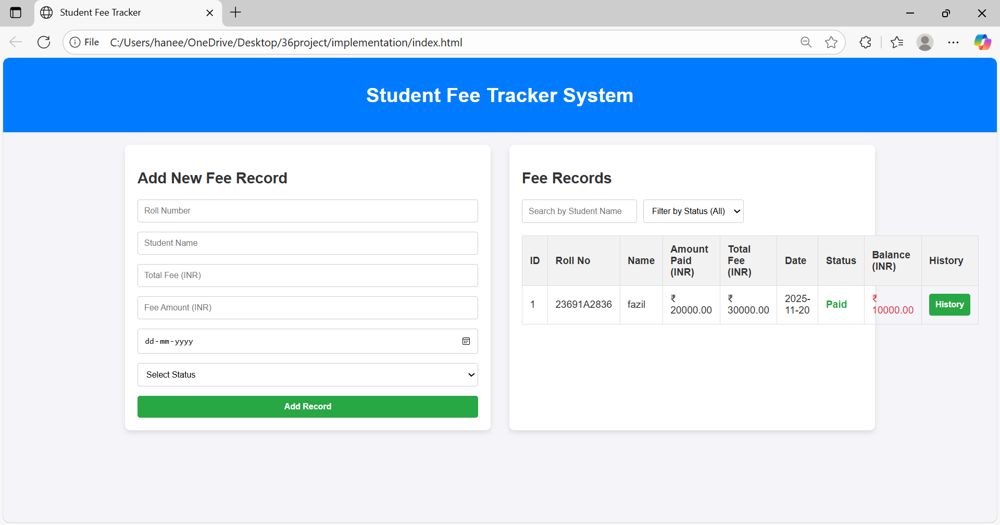 Student Fee Tracker
File C:/Users/hanee/OneDrive/Desktop/36project/implementation/index.html
Student Fee Tracker System
Add New Fee Record
Roll Number
Student Name
Total Fee (INR)
Fee Amount (INR)
dd-mm-yyyy
Select Status
Add Record
Fee Records
Search by Student Name Filter by Status (All)
ID Roll No Name Amount Paid (INR) Total Fee (INR) Date Status Balance (INR) History
1 23691A2836 fazil ₹ 20000.00 ₹ 30000.00 2025-11-20 Paid ₹ 10000.00 History